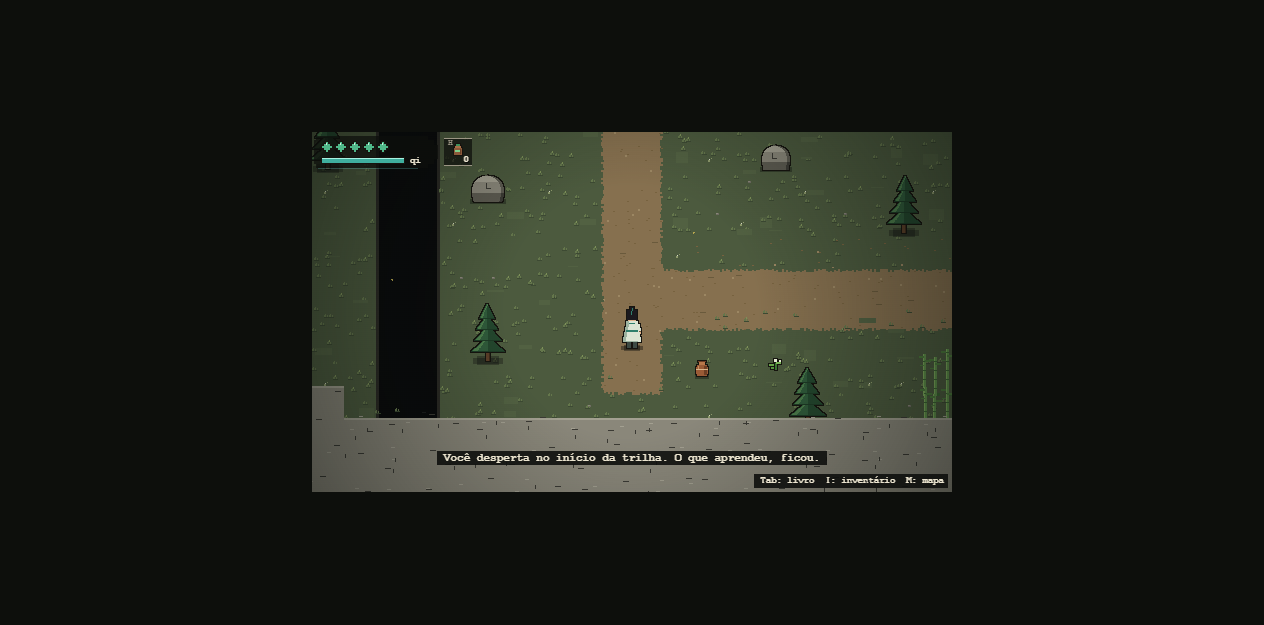 H
qi
0
Você desperta no início da trilha. O que aprendeu, ficou.
Tab: livro  I: inventário  M: mapa